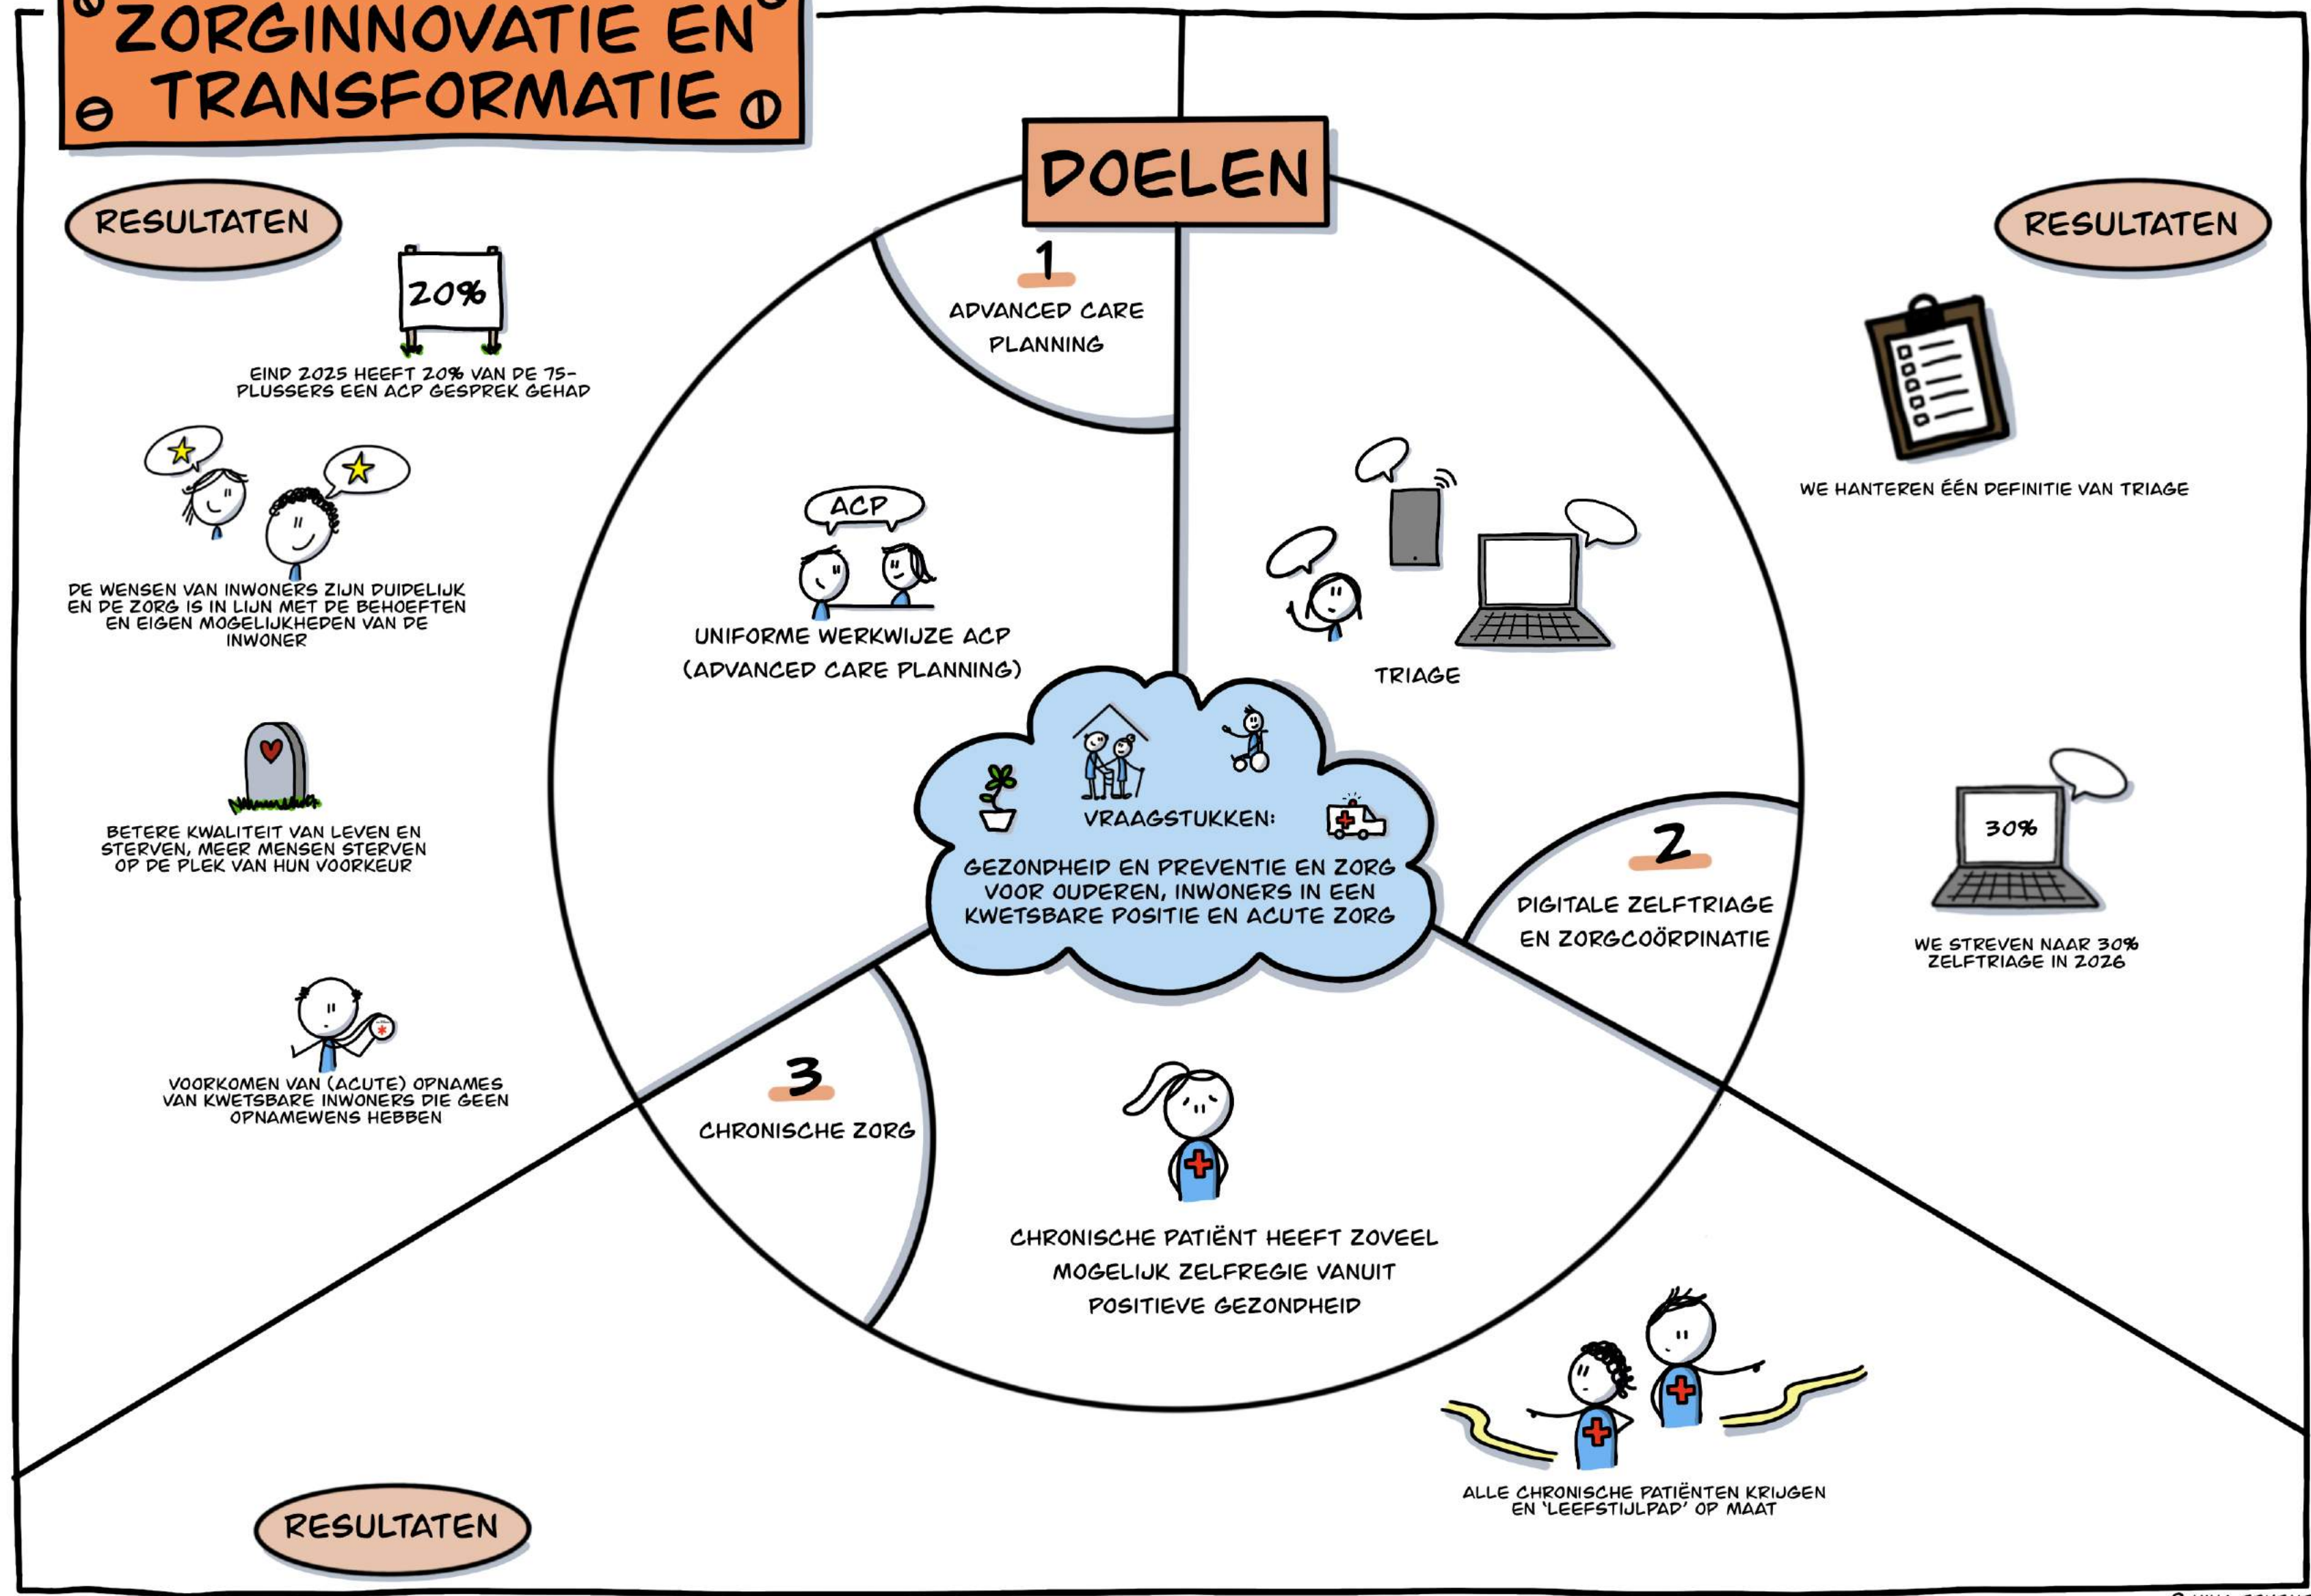 ZORGINNOVATIE EN
TRANSFORMATIE
DOELEN
RESULTATEN
20%
EIND 2025 HEEFT 20% VAN DE 75-
PLUSSERS EEN ACP GESPREK GEHAD
DE WENSEN VAN INWONERS ZIJN DUIDELIJK
EN DE ZORG IS IN LIJN MET DE BEHOEFTEN
EN EIGEN MOGELIJKHEDEN VAN DE
INWONER
BETERE KWALITEIT VAN LEVEN EN
STERVEN, MEER MENSEN STERVEN
OP DE PLEK VAN HUN VOORKEUR
VOORKOMEN VAN (ACUTE) OPNAMES
VAN KWETSBARE INWONERS DIE GEEN
OPNAMEWENS HEBBEN
1
ADVANCED CARE
PLANNING
ACP
UNIFORME WERKWIJZE ACP
(ADVANCED CARE PLANNING)
TRIAGE
VRAAGSTUKKEN:
GEZONDHEID EN PREVENTIE EN ZORG
VOOR OUDEREN, INWONERS IN EEN
KWETSBARE POSITIE EN ACUTE ZORG
2
DIGITALE ZELFTRIAGE
EN ZORGCOÖRDINATIE
RESULTATEN
WE HANTEREN ÉÉN DEFINITIE VAN TRIAGE
30%
WE STREVEN NAAR 30%
ZELFTRIAGE IN 2026
3
CHRONISCHE ZORG
CHRONISCHE PATIËNT HEEFT ZOVEEL
MOGELIJK ZELFREGIE VANUIT
POSITIEVE GEZONDHEID
ALLE CHRONISCHE PATIËNTEN KRIJGEN
EN 'LEEFSTIJLPAD' OP MAAT
RESULTATEN